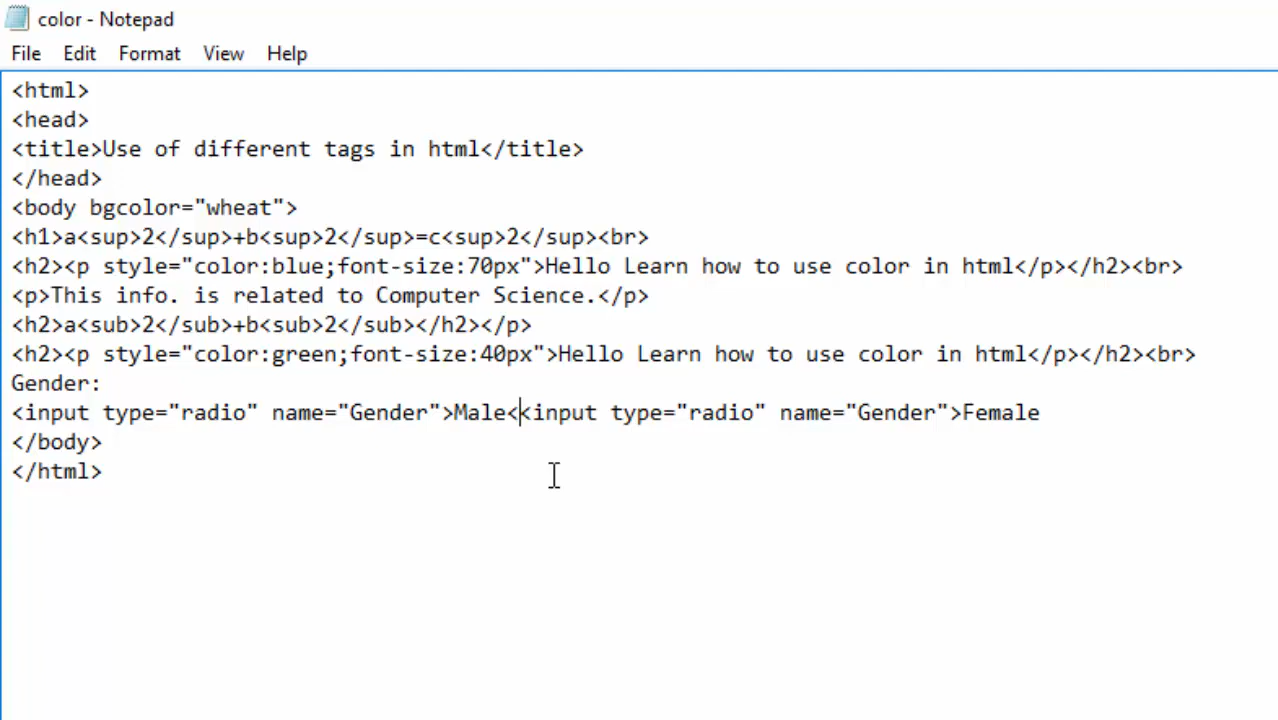 color - Notepad
File Edit Format View Help
<html>
<head>
<title>Use of different tags in html</title>
</head>
<body bgcolor="wheat">
<h1>a<sup>2</sup>+b<sup>2</sup>=c<sup>2</sup><br>
<h2><p style="color:blue;font-size:70px">Hello Learn how to use color in html</p></h2><br>
<p>This info. is related to Computer Science.</p>
<h2>a<sub>2</sub>+b<sub>2</sub></h2></p>
<h2><p style="color:green;font-size:40px">Hello Learn how to use color in html</p></h2><br>
Gender:
<input type="radio" name="Gender">Male<<input type="radio" name="Gender">Female
</body>
</html>